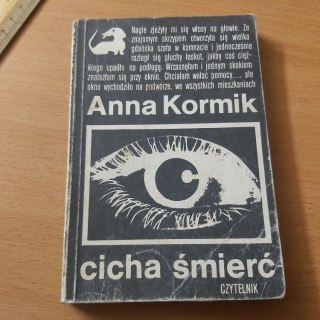 Nagle zjeżyły mi się włosy na głowie. Ze
znajomym skrzypem otworzyła się wielka
gdańska szafa w komnacie i jednocześnie
rozległ się głuchy łoskot, jakby coś cięż-
kiego upadło na podłogę. Wrzasnęłam i jednym skokiem
znalazłam się przy oknie. Chciałam wołać pomocy.... ale
okno wychodziło na podwórze, we wszystkich mieszkaniach
Anna Kormik
cicha śmierć
CZYTELNIK